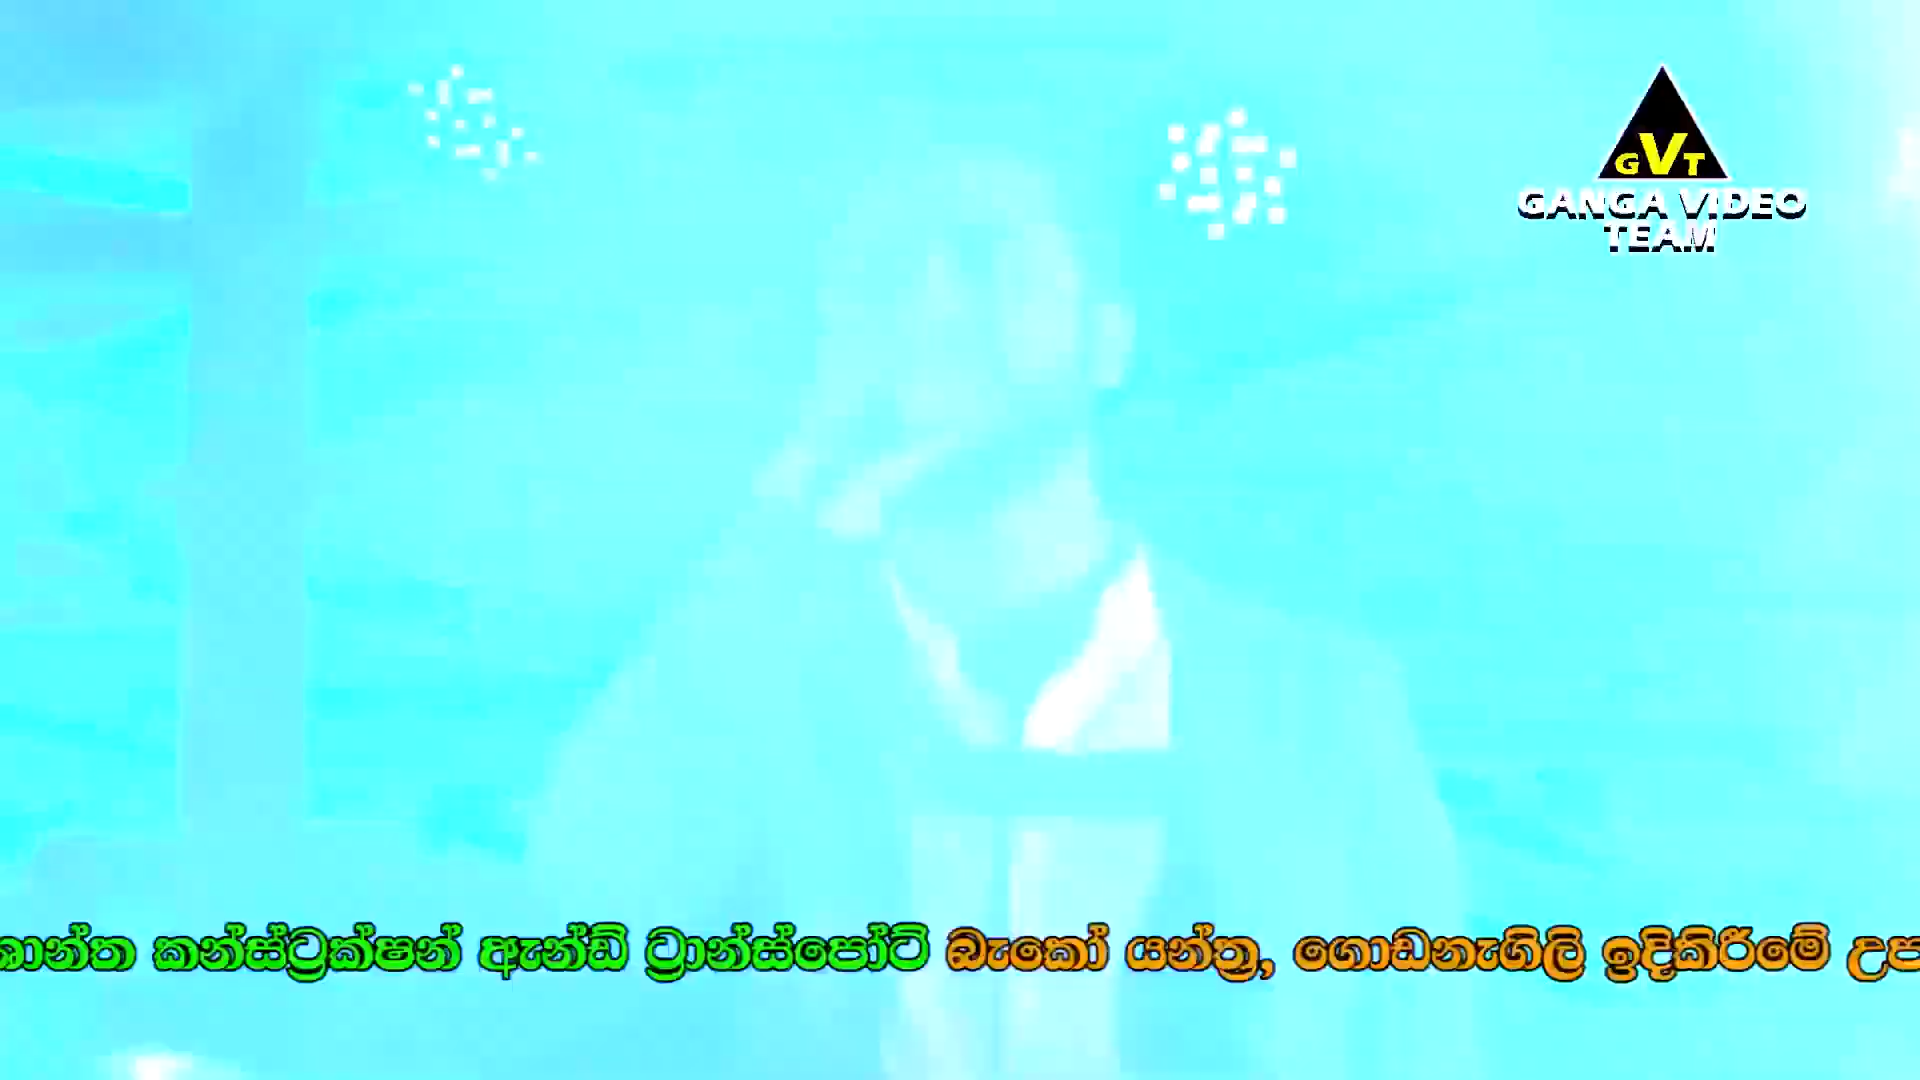 GVT
GANGA VIDEO
TEAM
ශාන්ත කන්ස්ට්‍රක්ෂන් ඇන්ඩ් ට්‍රාන්ස්පෝට් බැකෝ යන්ත්‍ර, ගොඩනැගිලි ඉදිකිරීමේ